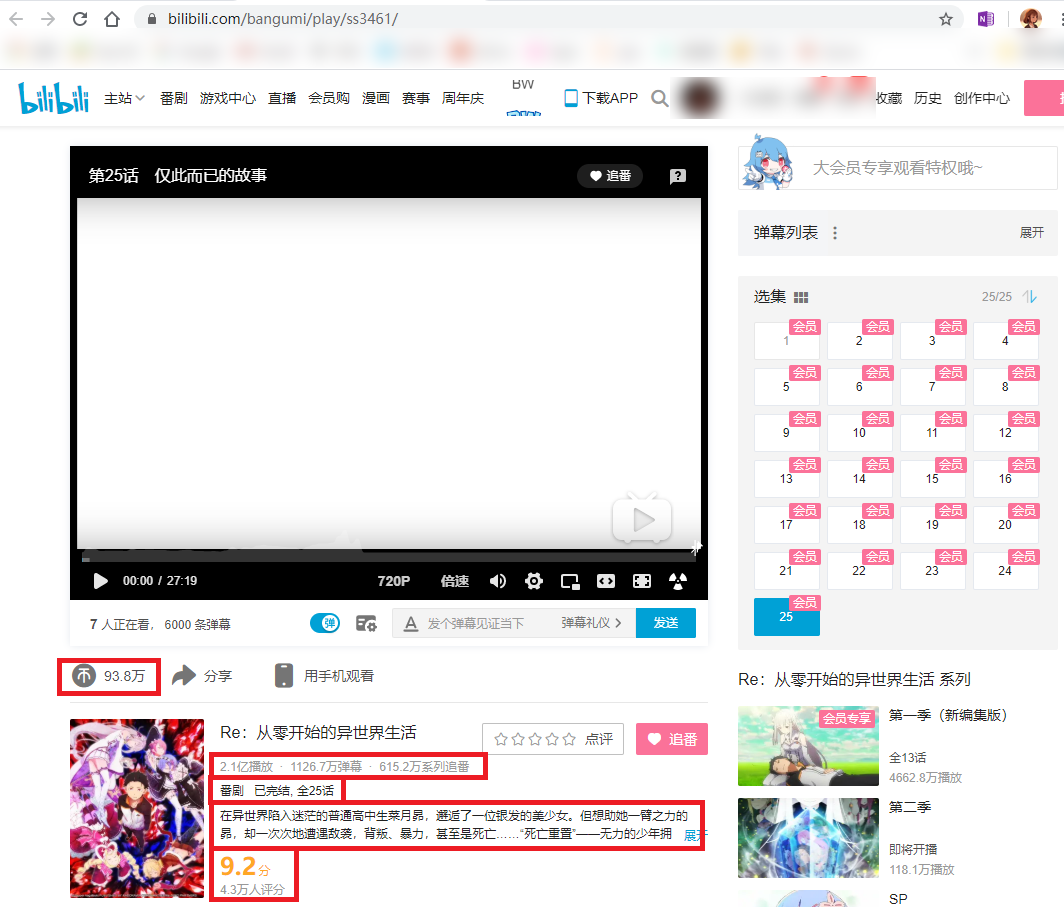 bilibili.com/bangumi/play/ss3461/
bilibili 主站 番剧 游戏中心 直播 会员购 漫画 赛事 周年庆 BW 下载APP 收藏 历史 创作中心
第25话 仅此而已的故事 追番
00:00 / 27:19 720P 倍速
7 人正在看， 6000 条弹幕 弹 发个弹幕见证当下 弹幕礼仪 发送
93.8万 分享 用手机观看
Re：从零开始的异世界生活 点评 追番
2.1亿播放 · 1126.7万弹幕 · 615.2万系列追番
番剧 已完结, 全25话
在异世界陷入迷茫的普通高中生菜月昴，邂逅了一位银发的美少女。但想助她一臂之力的
昴，却一次次地遭遇敌袭，背叛、暴力，甚至是死亡……“死亡重置”——无力的少年拥 展开
9.2分
4.3万人评分
大会员专享观看特权哦~
弹幕列表 展开
选集 25/25
会员 会员 会员 会员
1 2 3 4
会员 会员 会员 会员
5 6 7 8
会员 会员 会员 会员
9 10 11 12
会员 会员 会员 会员
13 14 15 16
会员 会员 会员 会员
17 18 19 20
会员 会员 会员 会员
21 22 23 24
会员
25
Re：从零开始的异世界生活 系列
会员专享
第一季（新编集版）
全13话
4662.8万播放
第二季
即将开播
118.1万播放
SP